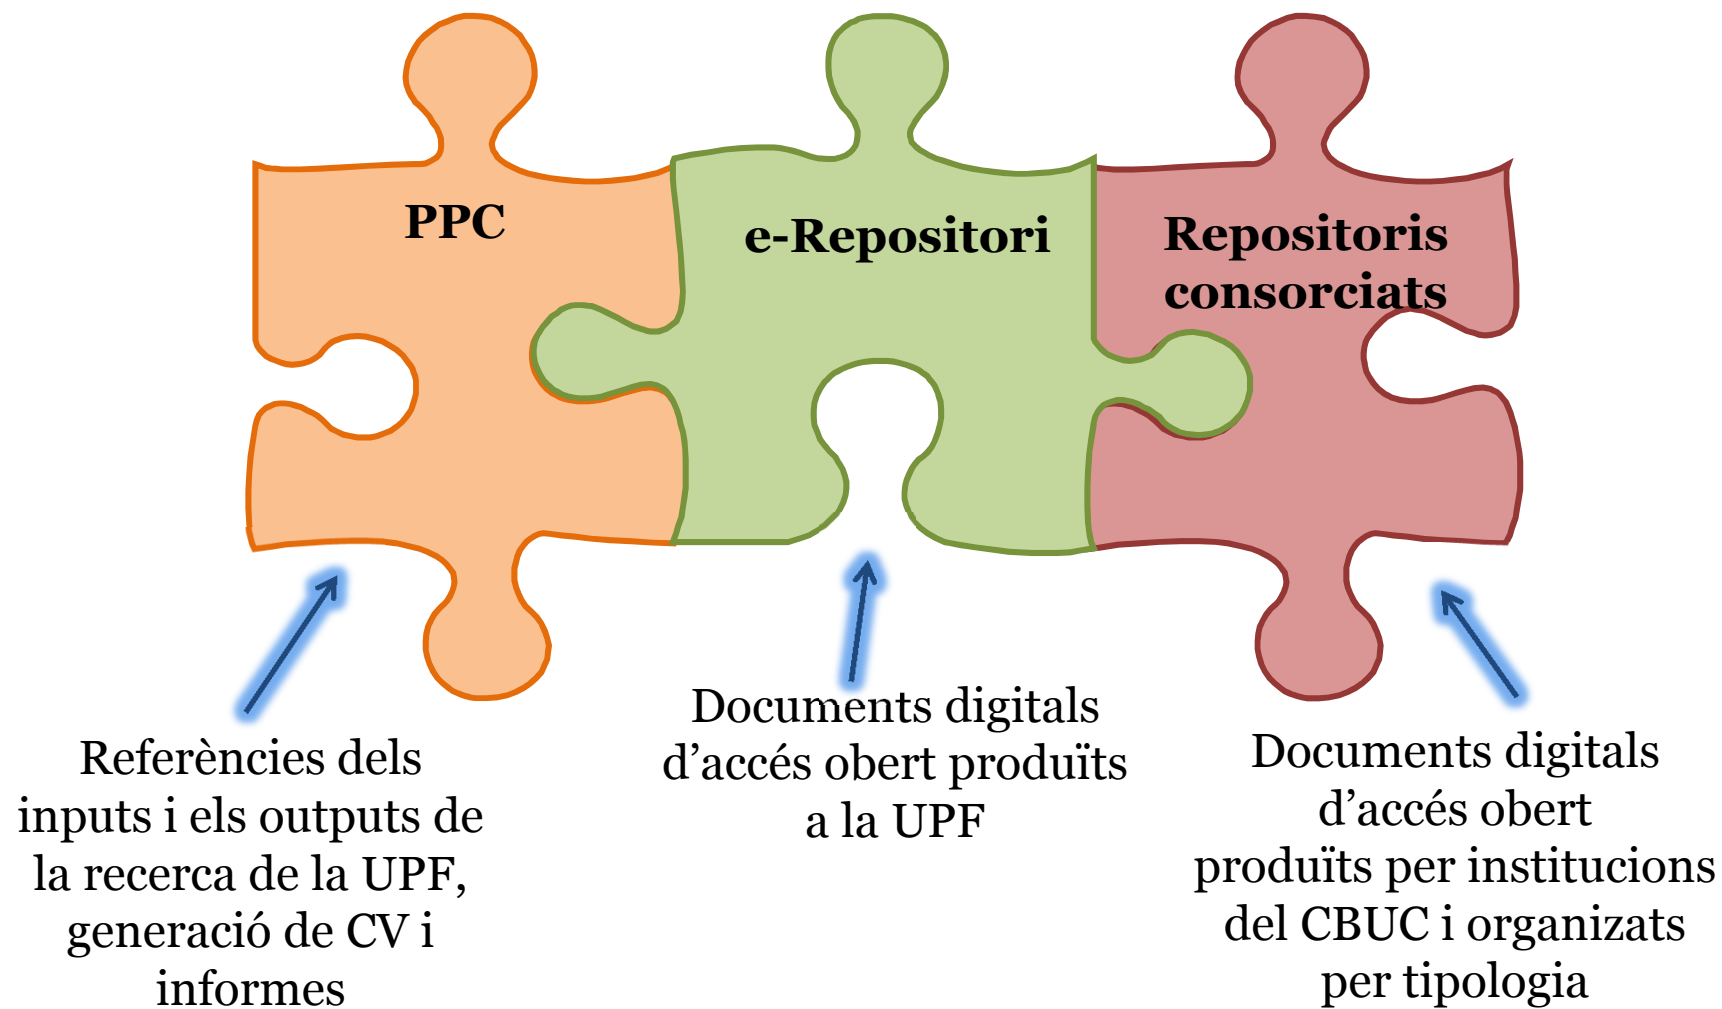 PPC
e-Repositori
Repositoris
consorciats
Referències dels
inputs i els outputs de
la recerca de la UPF,
generació de CV i
informes
Documents digitals
d’accés obert produïts
a la UPF
Documents digitals
d’accés obert
produïts per institucions
del CBUC i organizats
per tipologia